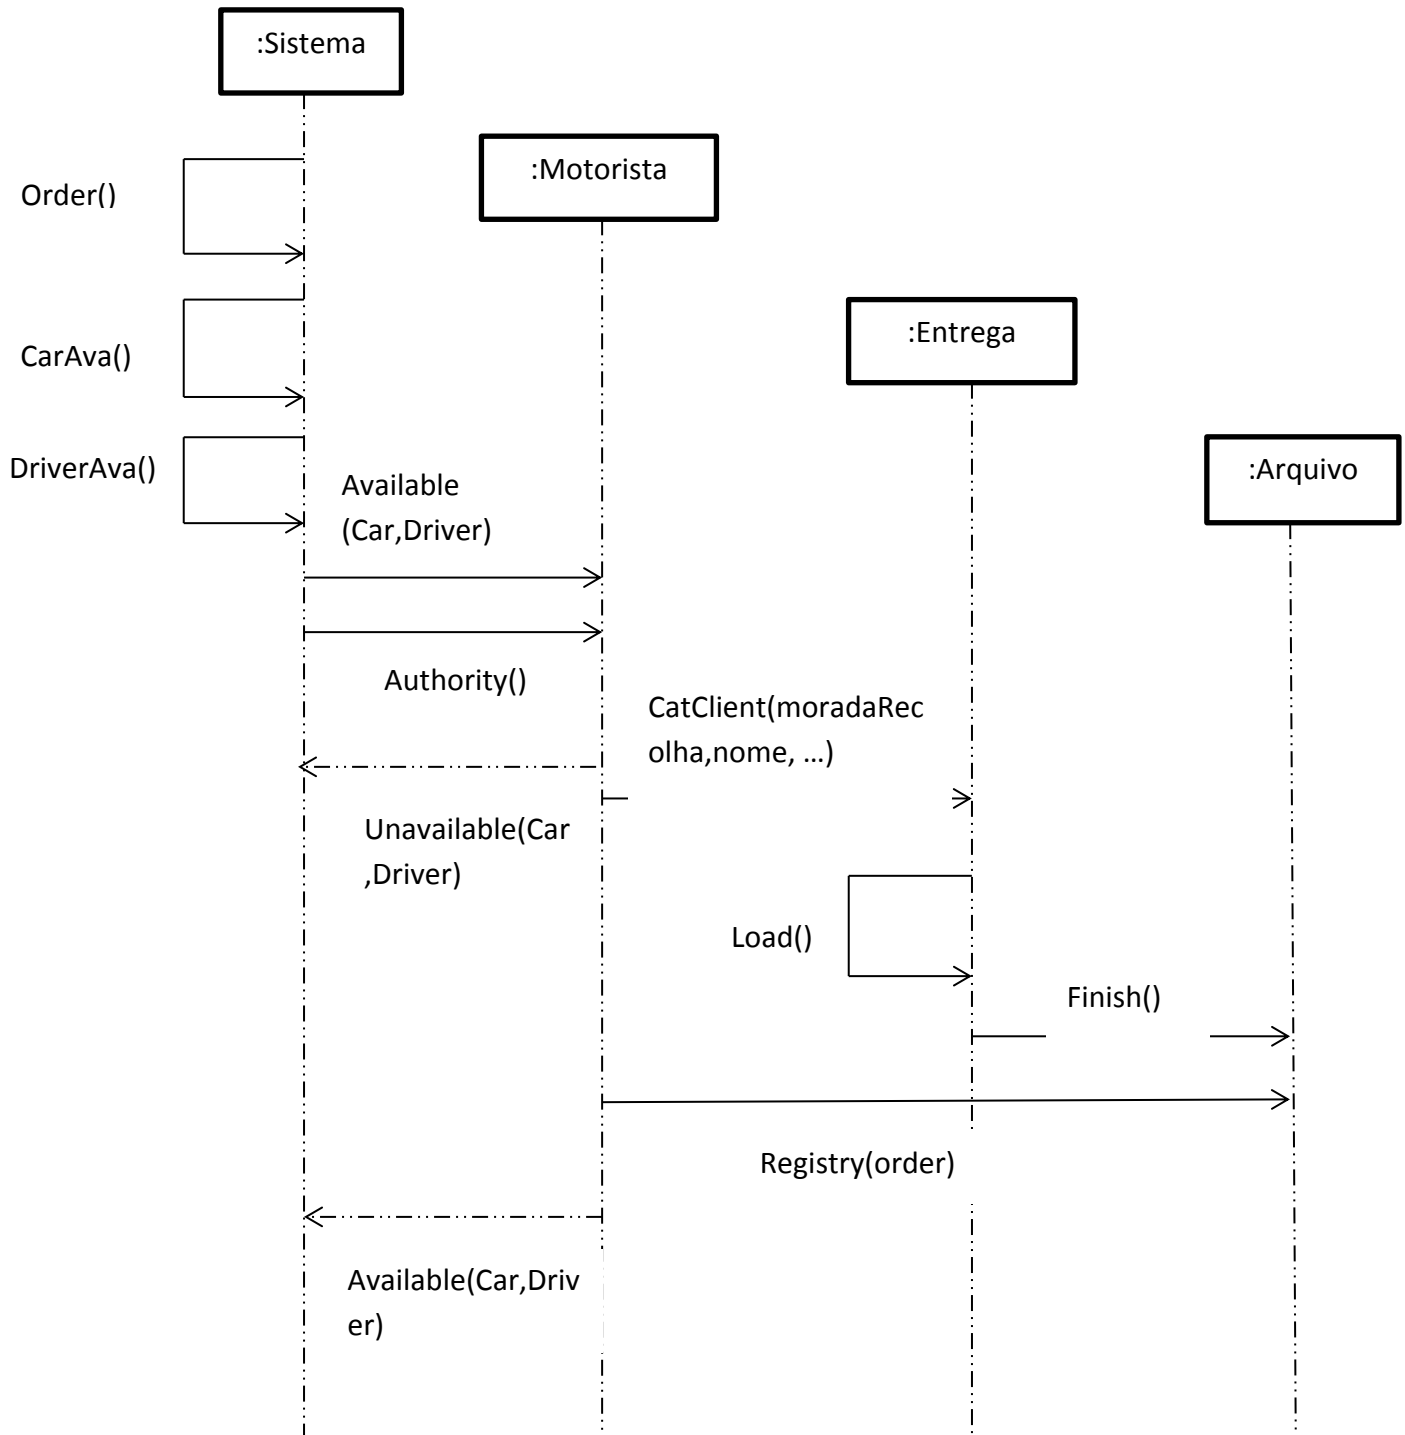 :Sistema
:Motorista
Order()
:Entrega
CarAva()
DriverAva()
:Arquivo
Available
(Car,Driver)
Authority()
CatClient(moradaRec
olha,nome, ...)
Unavailable(Car
,Driver)
Load()
Finish()
Registry(order)
Available(Car,Driv
er)